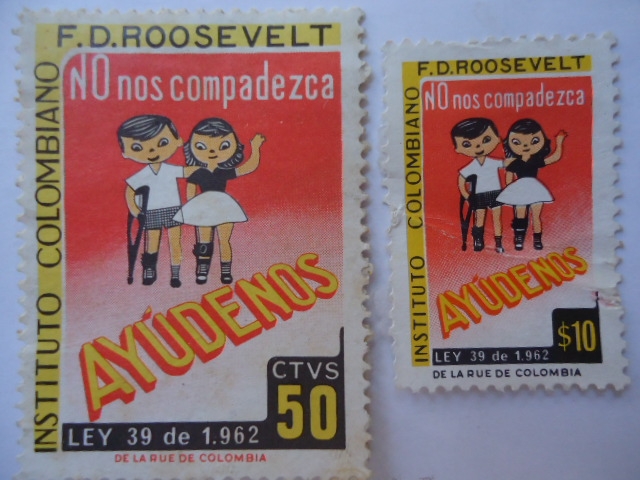 INSTITUTO COLOMBIANO
F.D.ROOSEVELT
NO nos compadezca
AYÚDENOS
CTVS
50
LEY 39 de 1.962
DE LA RUE DE COLOMBIA
INSTITUTO COLOMBIANO
F.D.ROOSEVELT
NO nos compadezca
AYÚDENOS
$10
LEY 39 de 1.962
DE LA RUE DE COLOMBIA